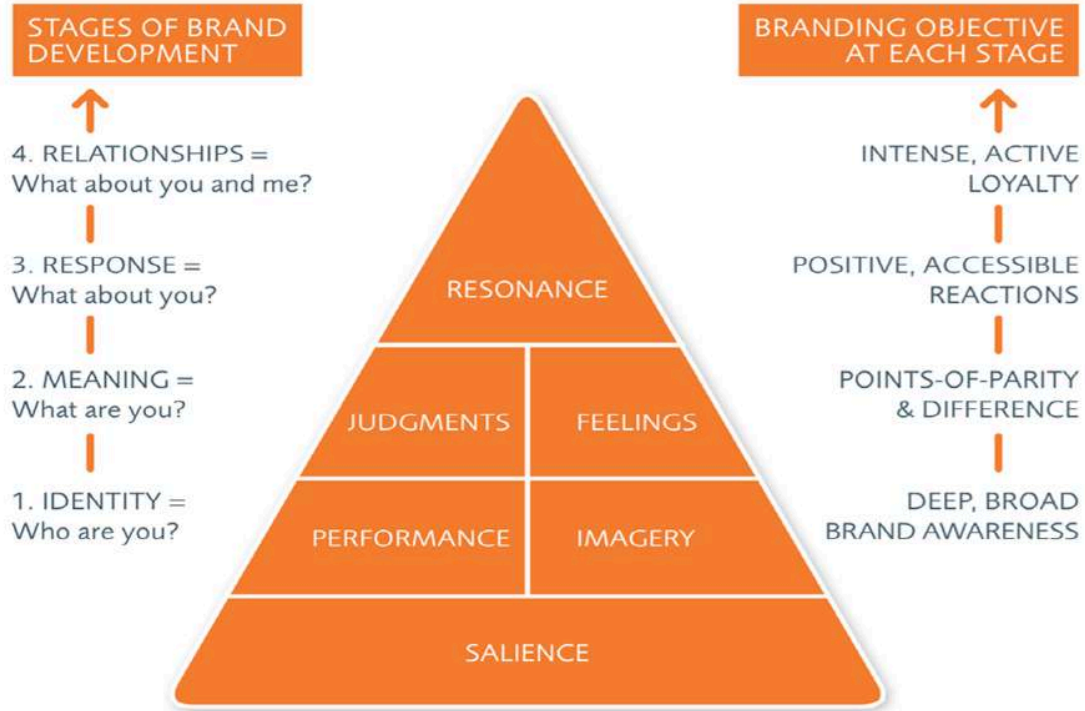 STAGES OF BRAND
DEVELOPMENT
4. RELATIONSHIPS =
What about you and me?
3. RESPONSE =
What about you?
2. MEANING =
What are you?
1. IDENTITY =
Who are you?
RESONANCE
JUDGMENTS
FEELINGS
PERFORMANCE
IMAGERY
SALIENCE
BRANDING OBJECTIVE
AT EACH STAGE
INTENSE, ACTIVE
LOYALTY
POSITIVE, ACCESSIBLE
REACTIONS
POINTS-OF-PARITY
& DIFFERENCE
DEEP, BROAD
BRAND AWARENESS